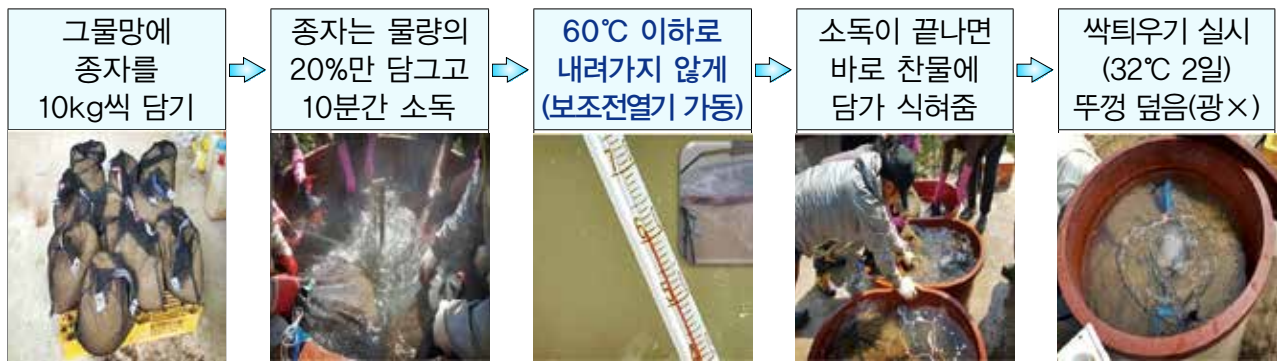 그물망에
종자를
10kg씩 담기
종자는 물량의
20%만 담그고
10분간 소독
60℃ 이하로
내려가지 않게
(보조전열기 가동)
소독이 끝나면
바로 찬물에
담가 식혀줌
싹틔우기 실시
(32℃ 2일)
뚜껑 덮음(광×)